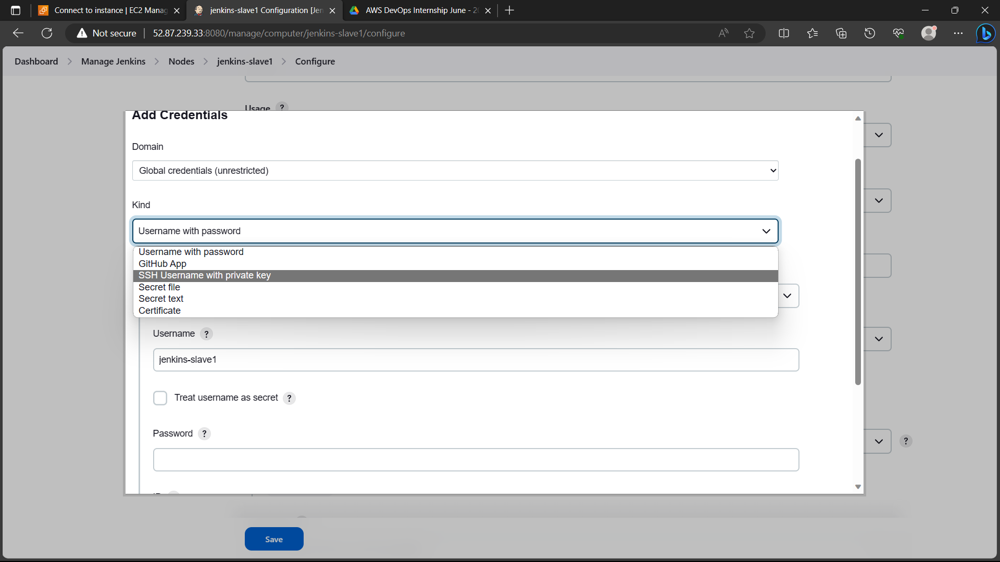 Connect to instance | EC2 Manag
jenkins-slave1 Configuration [Jen
AWS DevOps Internship June - 2
Not secure
52.87.239.33:8080/manage/computer/jenkins-slave1/configure
Dashboard
Manage Jenkins
Nodes
jenkins-slave1
Configure
Usage ?
Add Credentials
Domain
Global credentials (unrestricted)
Kind
Username with password
Username with password
GitHub App
SSH Username with private key
Secret file
Secret text
Certificate
Username ?
jenkins-slave1
Treat username as secret ?
Password ?
?
Save